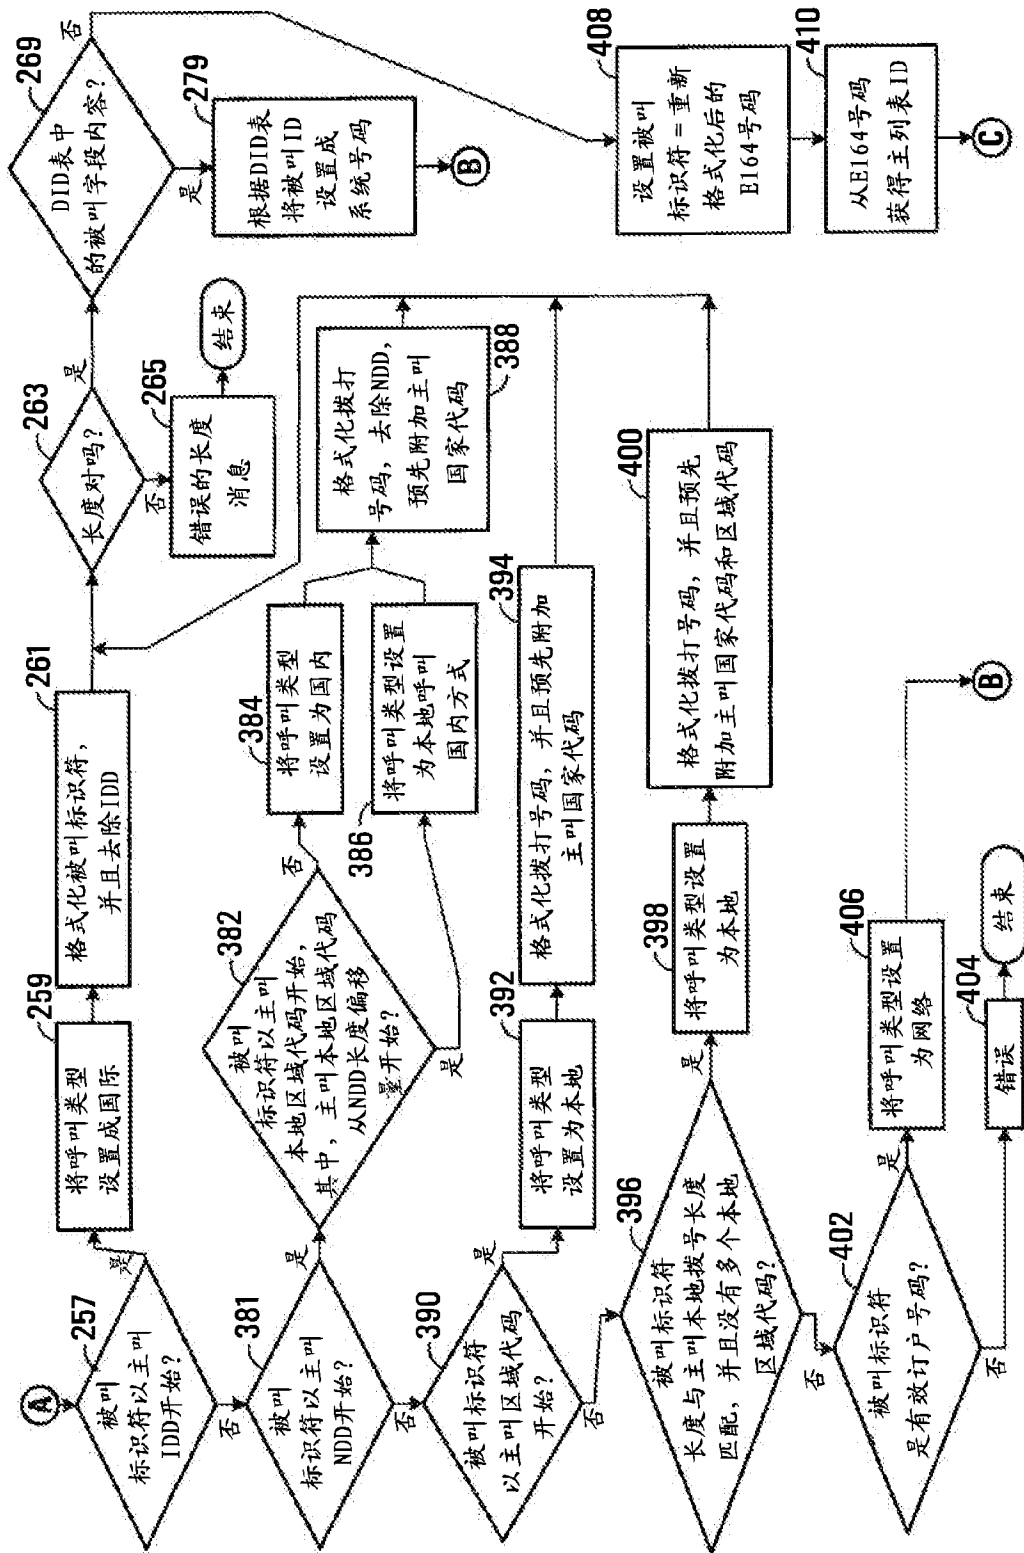 A
257
被叫
标识符以主叫
IDD开始?
是
否
259
将呼叫类型
设置成国际
261
格式化被叫标识符,
并且去除IDD
263
长度对吗?
是
否
265
错误的长度
消息
结束
269
DID表中
的被叫字段内容?
否
是
279
根据DID表
将被叫ID
设置成
系统号码
B
381
被叫
标识符以主叫
NDD开始?
是
否
382
被叫
标识符以主叫
本地区域代码开始,
其中,主叫本地区域代码
从NDD长度偏移
量开始?
否
是
384
将呼叫类型
设置为国内
386
将呼叫类型设置
为本地呼叫
国内方式
388
格式化拨打
号码,去除NDD,
预先附加主叫
国家代码
390
被叫标识符
以主叫区域代码
开始?
是
否
392
将呼叫类型
设置为本地
394
格式化拨打号码,并且预先附加
主叫国家代码
396
被叫标识符
长度与主叫本地拨号长度
匹配,并且没有多个本地
区域代码?
是
否
398
将呼叫类型设置
为本地
400
格式化拨打号码,并且预先
附加主叫国家代码和区域代码
402
被叫标识符
是有效订户号码?
是
否
406
将呼叫类型设置
为网络
B
404
错误
结束
408
设置被叫
标识符=重新
格式化后的
E164号码
410
从E164号码
获得主列表ID
C